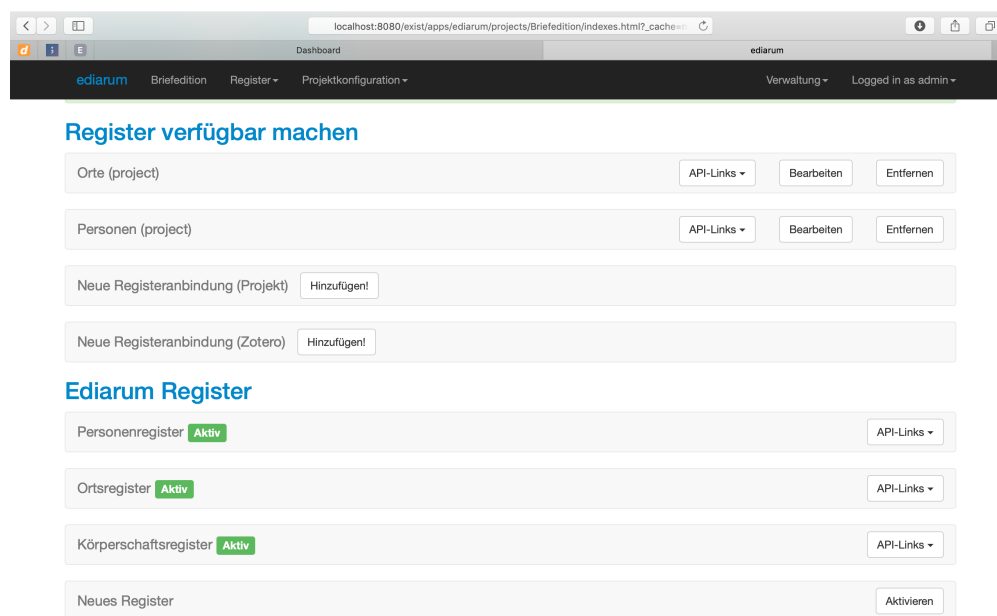 localhost:8080/exist/apps/ediarum/projects/Briefedition/indexes.html?_cache=n
d ; E Dashboard ediarum
ediarum Briefedition Register Projektkonfiguration Verwaltung Logged in as admin
Register verfügbar machen
Orte (project) API-Links Bearbeiten Entfernen
Personen (project) API-Links Bearbeiten Entfernen
Neue Registeranbindung (Projekt) Hinzufügen!
Neue Registeranbindung (Zotero) Hinzufügen!
Ediarum Register
Personenregister Aktiv API-Links
Ortsregister Aktiv API-Links
Körperschaftsregister Aktiv API-Links
Neues Register Aktivieren